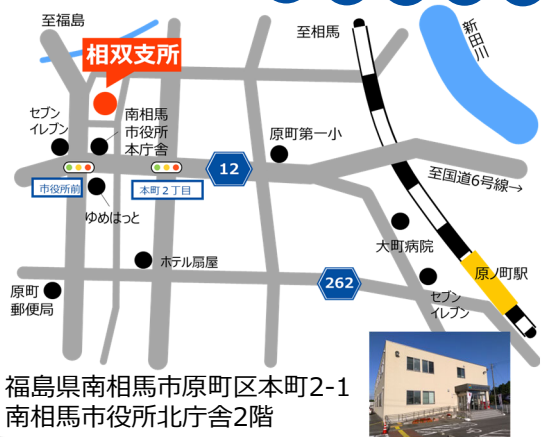 至福島
至相馬
新田川
相双支所
セブン
イレブン
南相馬
市役所
本庁舎
原町第一小
12
市役所前
本町2丁目
至国道6号線→
ゆめはっと
大町病院
ホテル扇屋
原ノ町駅
262
原町
郵便局
セブン
イレブン
福島県南相馬市原町区本町2-1
南相馬市役所北庁舎2階